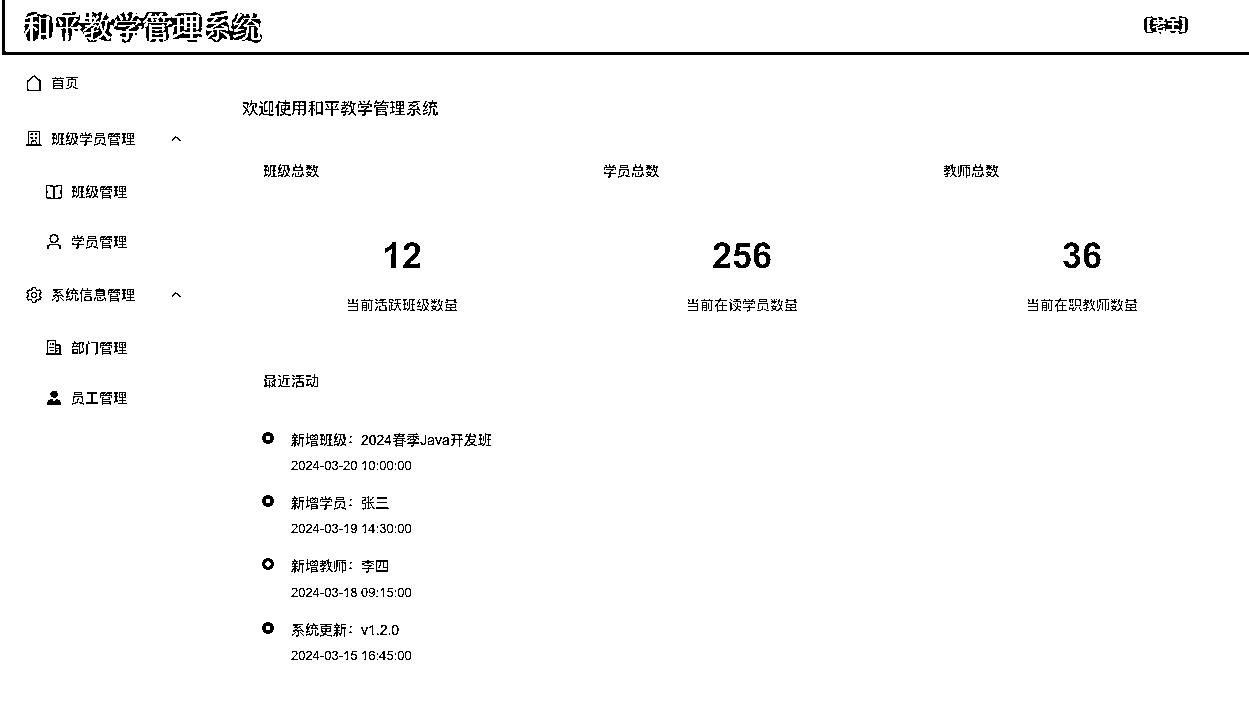 和平教学管理系统
首页
班级学员管理
班级管理
学员管理
系统信息管理
部门管理
员工管理
欢迎使用和平教学管理系统
班级总数
12
当前活跃班级数量
学员总数
256
当前在读学员数量
教师总数
36
当前在职教师数量
最近活动
新增班级：2024春季Java开发班
2024-03-20 10:00:00
新增学员：张三
2024-03-19 14:30:00
新增教师：李四
2024-03-18 09:15:00
系统更新：v1.2.0
2024-03-15 16:45:00